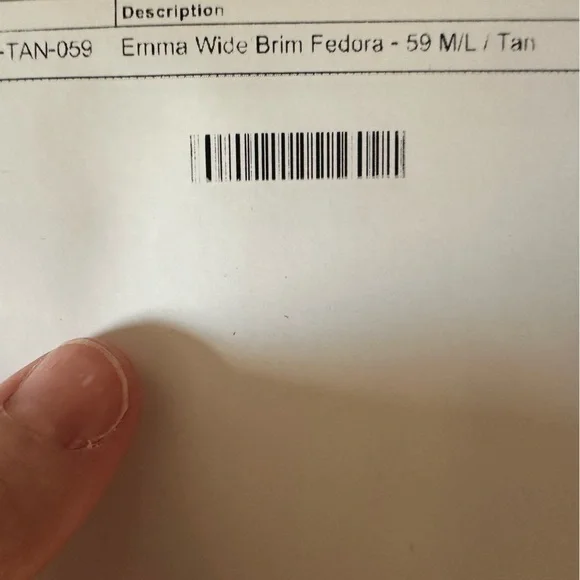 Description
-TAN-059 Emma Wide Brim Fedora - 59 M/L / Tan